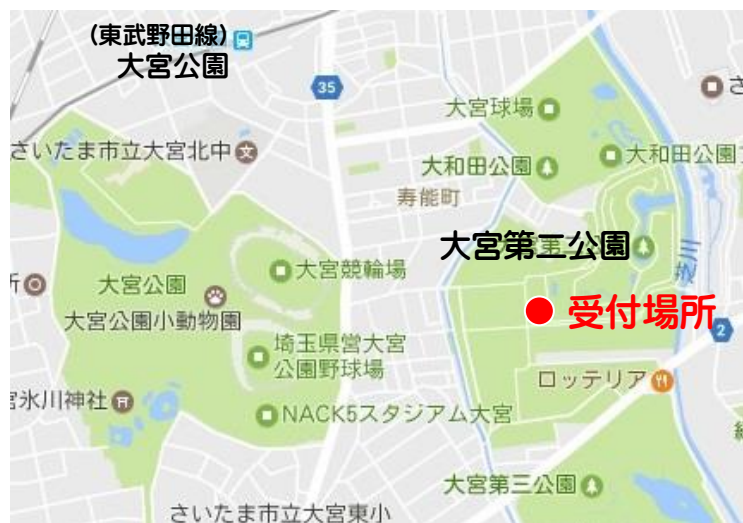 (東武野田線)
大宮公園
35
さ
大宮球場
さいたま市立大宮北中
大和田公園
大和田公園
寿能町
大宮第二公園
芝川
大宮競輪場
所
大宮公園
大宮公園小動物園
受付場所
2
埼玉県営大宮
公園野球場
ロッテリア
宮氷川神社
NACK5スタジアム大宮
大宮第三公園
さいたま市立大宮東小